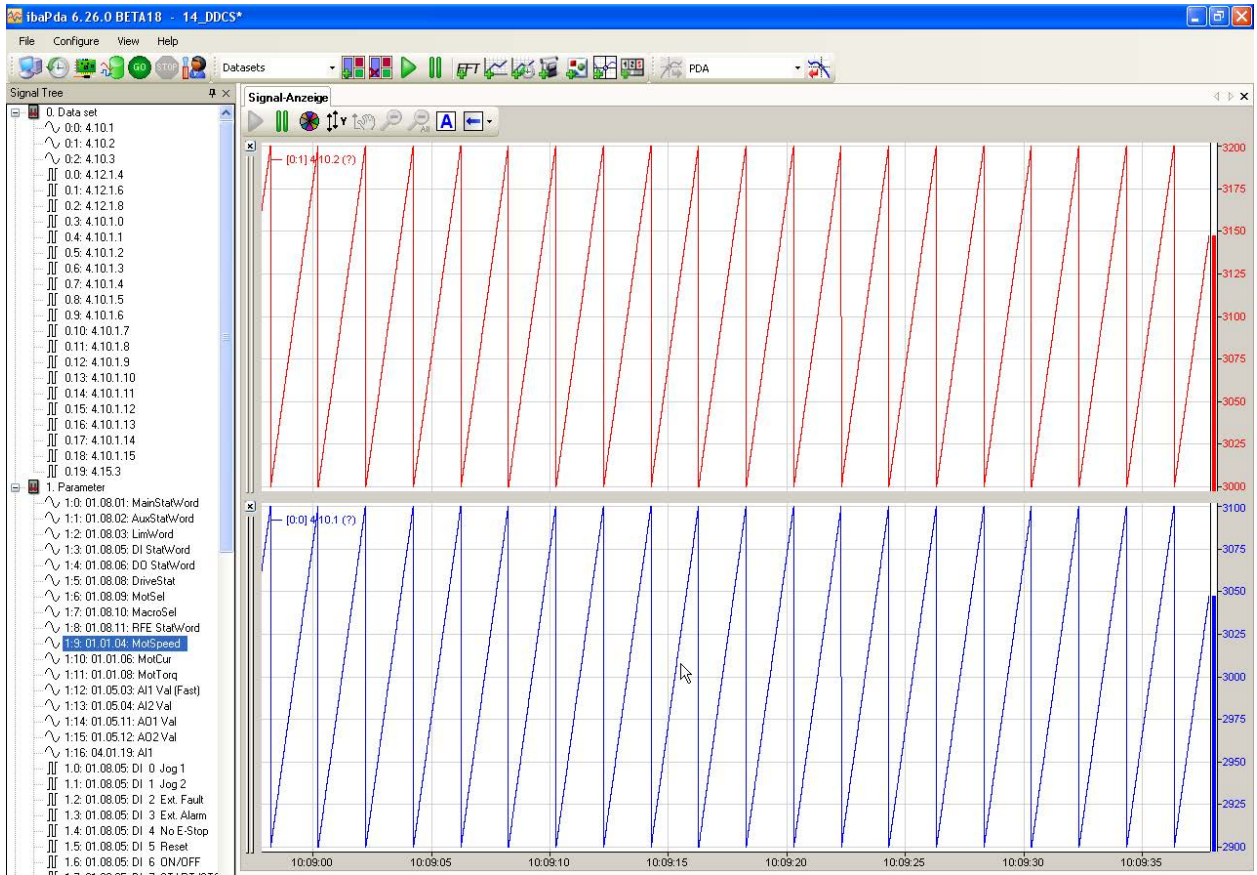 ibaPda 6.26.0 BETA18 - 14_DDCS*
File Configure View Help
GO STOP Datasets FFT PDA
Signal Tree
0. Data set
0:0: 4.10.1
0:1: 4.10.2
0:2: 4.10.3
0.0: 4.12.1.4
0.1: 4.12.1.6
0.2: 4.12.1.8
0.3: 4.10.1.0
0.4: 4.10.1.1
0.5: 4.10.1.2
0.6: 4.10.1.3
0.7: 4.10.1.4
0.8: 4.10.1.5
0.9: 4.10.1.6
0.10: 4.10.1.7
0.11: 4.10.1.8
0.12: 4.10.1.9
0.13: 4.10.1.10
0.14: 4.10.1.11
0.15: 4.10.1.12
0.16: 4.10.1.13
0.17: 4.10.1.14
0.18: 4.10.1.15
0.19: 4.15.3
1. Parameter
1:0: 01.08.01: MainStatWord
1:1: 01.08.02: AuxStatWord
1:2: 01.08.03: LimWord
1:3: 01.08.05: DI StatWord
1:4: 01.08.06: DO StatWord
1:5: 01.08.08: DriveStat
1:6: 01.08.09: MotSel
1:7: 01.08.10: MacroSel
1:8: 01.08.11: RFE StatWord
1:9: 01.01.04: MotSpeed
1:10: 01.01.06: MotCur
1:11: 01.01.08: MotTorq
1:12: 01.05.03: AI1 Val (Fast)
1:13: 01.05.04: AI2 Val
1:14: 01.05.11: AO1 Val
1:15: 01.05.12: AO2 Val
1:16: 04.01.19: AI1
1.0: 01.08.05: DI 0 Jog 1
1.1: 01.08.05: DI 1 Jog 2
1.2: 01.08.05: DI 2 Ext. Fault
1.3: 01.08.05: DI 3 Ext. Alarm
1.4: 01.08.05: DI 4 No E-Stop
1.5: 01.08.05: DI 5 Reset
1.6: 01.08.05: DI 6 ON/OFF
Signal-Anzeige
Y All A
[0:1] 4.10.2 (?)
3200
3175
3150
3125
3100
3075
3050
3025
3000
[0:0] 4.10.1 (?)
3100
3075
3050
3025
3000
2975
2950
2925
2900
10:09:00 10:09:05 10:09:10 10:09:15 10:09:20 10:09:25 10:09:30 10:09:35